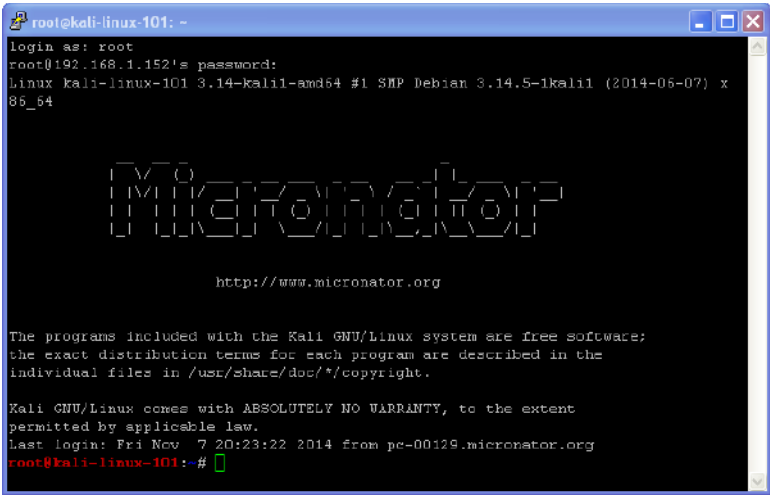 root@kali-linux-101: ~
login as: root
root@192.168.1.152's password:
Linux kali-linux-101 3.14-kali1-amd64 #1 SMP Debian 3.14.5-1kali1 (2014-06-07) x
86_64
Micronator
http://www.micronator.org
The programs included with the Kali GNU/Linux system are free software;
the exact distribution terms for each program are described in the
individual files in /usr/share/doc/*/copyright.
Kali GNU/Linux comes with ABSOLUTELY NO WARRANTY, to the extent
permitted by applicable law.
Last login: Fri Nov  7 20:23:22 2014 from pc-00129.micronator.org
root@kali-linux-101:~#